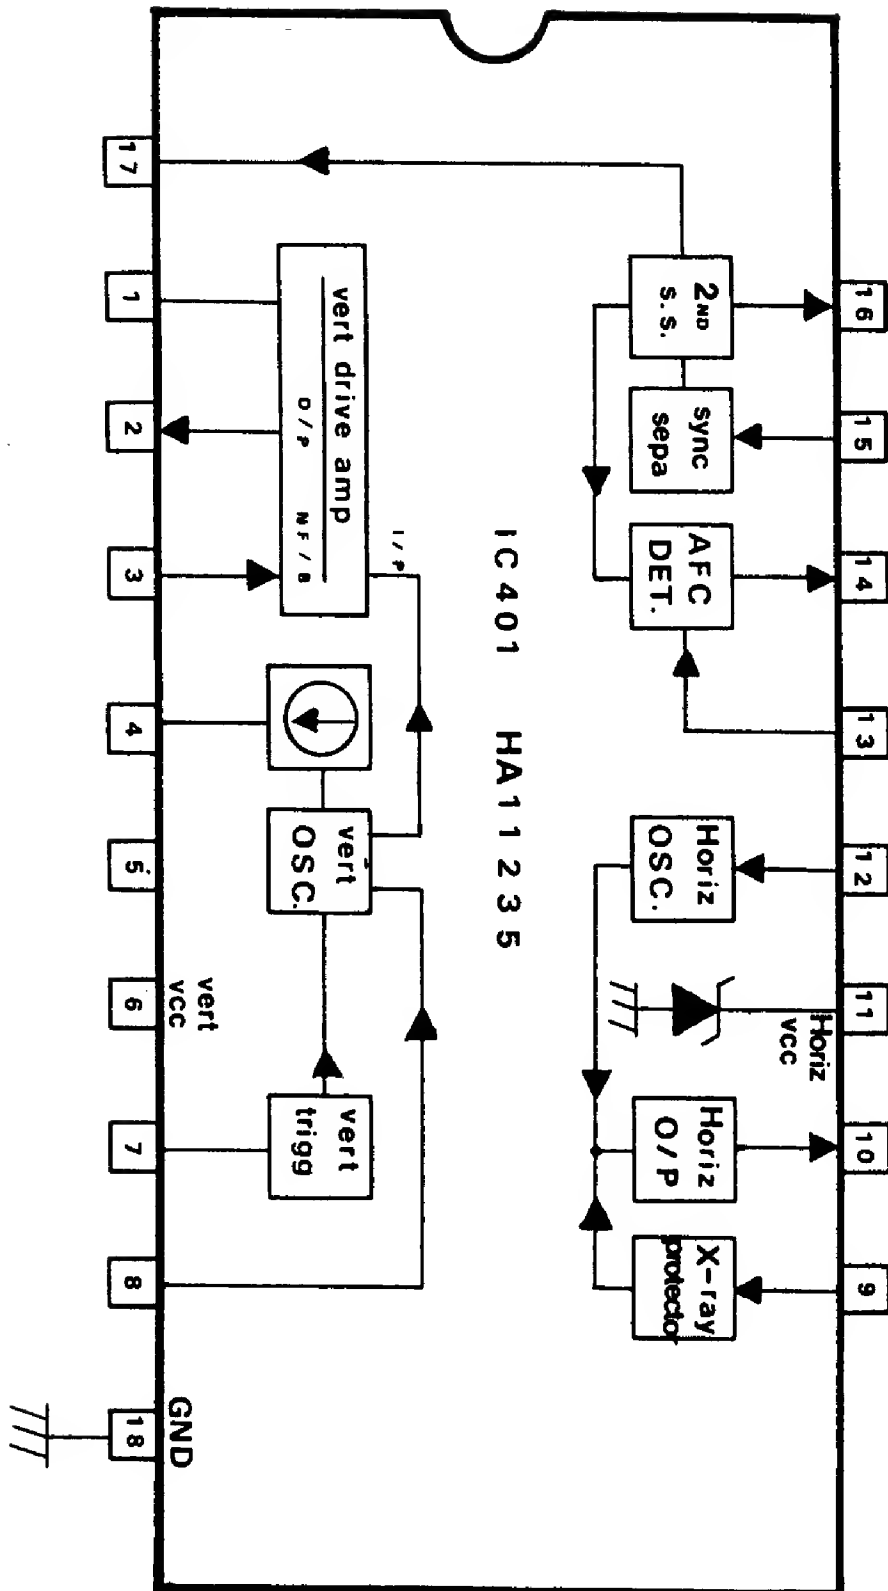 16 15 14 13 12 11 10 9
Horiz
vcc
2ND
s.s.
sync
sepa
AFC
DET.
Horiz
OSC.
Horiz
O/P
X-ray
protector
IC401 HA11235
I/P
vert drive amp
O/P NF/B
vert
OSC.
vert
trigg
vert
vcc
GND
17 1 2 3 4 5 6 7 8 18